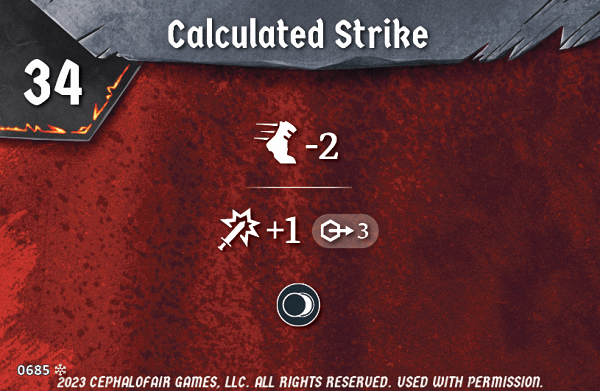 Calculated Strike
34
-2
+1 3
0685
2023 CEPHALOFAIR GAMES, LLC. ALL RIGHTS RESERVED. USED WITH PERMISSION.